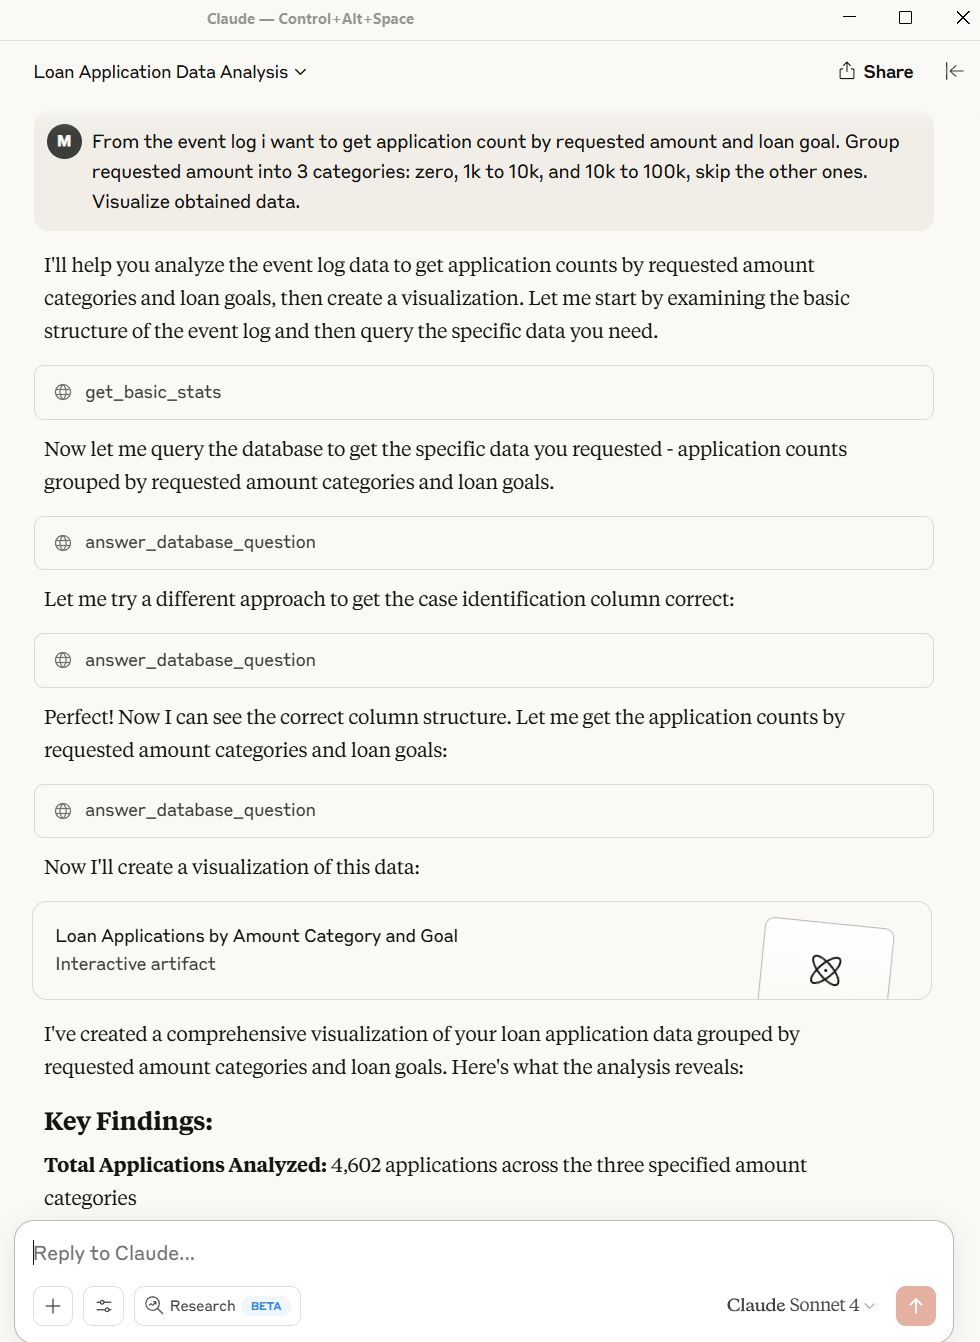 Claude — Control+Alt+Space
Loan Application Data Analysis
Share
M
From the event log i want to get application count by requested amount and loan goal. Group
requested amount into 3 categories: zero, 1k to 10k, and 10k to 100k, skip the other ones.
Visualize obtained data.
I'll help you analyze the event log data to get application counts by requested amount
categories and loan goals, then create a visualization. Let me start by examining the basic
structure of the event log and then query the specific data you need.
get_basic_stats
Now let me query the database to get the specific data you requested - application counts
grouped by requested amount categories and loan goals.
answer_database_question
Let me try a different approach to get the case identification column correct:
answer_database_question
Perfect! Now I can see the correct column structure. Let me get the application counts by
requested amount categories and loan goals:
answer_database_question
Now I'll create a visualization of this data:
Loan Applications by Amount Category and Goal
Interactive artifact
I've created a comprehensive visualization of your loan application data grouped by
requested amount categories and loan goals. Here's what the analysis reveals:
Key Findings:
Total Applications Analyzed: 4,602 applications across the three specified amount
categories
Reply to Claude...
Research BETA
Claude Sonnet 4